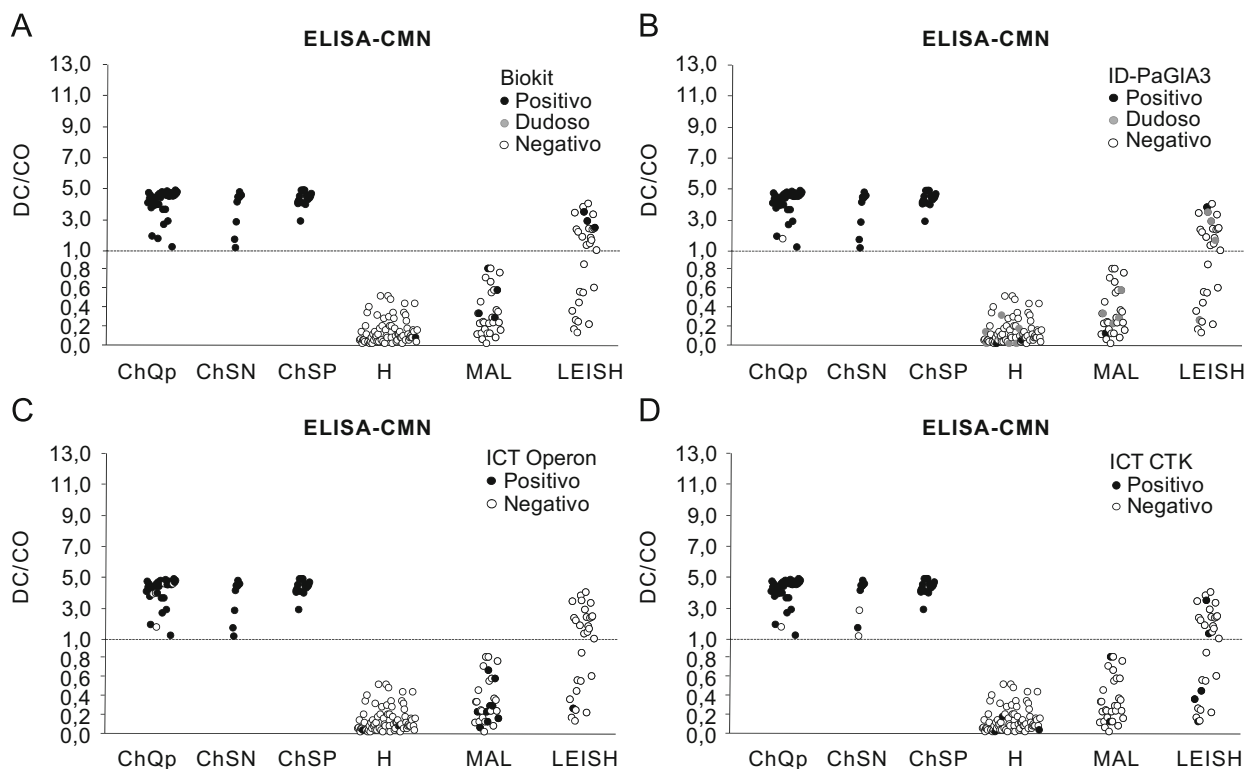 A
ELISA-CMN
Biokit
Positivo
Dudoso
Negativo
DC/CO
13,0
11,0
9,0
7,0
5,0
3,0
1,0
0,8
0,6
0,4
0,2
0,0
ChQp ChSN ChSP H MAL LEISH
B
ELISA-CMN
ID-PaGIA3
Positivo
Dudoso
Negativo
DC/CO
13,0
11,0
9,0
7,0
5,0
3,0
1,0
0,8
0,6
0,4
0,2
0,0
ChQp ChSN ChSP H MAL LEISH
C
ELISA-CMN
ICT Operon
Positivo
Negativo
DC/CO
13,0
11,0
9,0
7,0
5,0
3,0
1,0
0,8
0,6
0,4
0,2
0,0
ChQp ChSN ChSP H MAL LEISH
D
ELISA-CMN
ICT CTK
Positivo
Negativo
DC/CO
13,0
11,0
9,0
7,0
5,0
3,0
1,0
0,8
0,6
0,4
0,2
0,0
ChQp ChSN ChSP H MAL LEISH